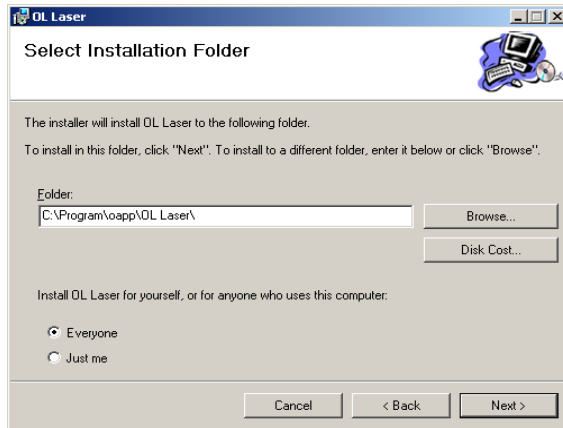 OL Laser
Select Installation Folder
The installer will install OL Laser to the following folder.
To install in this folder, click "Next". To install to a different folder, enter it below or click "Browse".
Folder:
C:\Program\oapp\OL Laser\
Browse...
Disk Cost...
Install OL Laser for yourself, or for anyone who uses this computer:
Everyone
Just me
Cancel
< Back
Next >